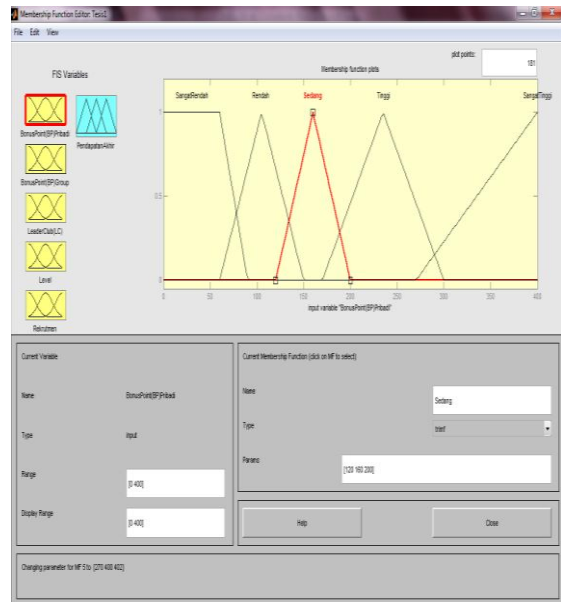 Membership Function Editor: Tesis1
File Edit View
FIS Variables
BonusPoint(BP)Pribadi
PendapatanAkhir
BonusPoint(BP)Group
LeaderClub(LC)
Level
Rekrutmen
Membership function plots
plot points:
181
SangatRendah Rendah Sedang Tinggi SangatTinggi
1
0.5
0
0 50 100 150 200 250 300 350 400
input variable "BonusPoint(BP)Pribadi"
Current Variable
Name BonusPoint(BP)Pribadi
Type input
Range [0 400]
Display Range [0 400]
Current Membership Function (click on MF to select)
Name Sedang
Type trimf
Params [120 160 200]
Help Close
Changing parameter for MF 5 to [270 400 402]